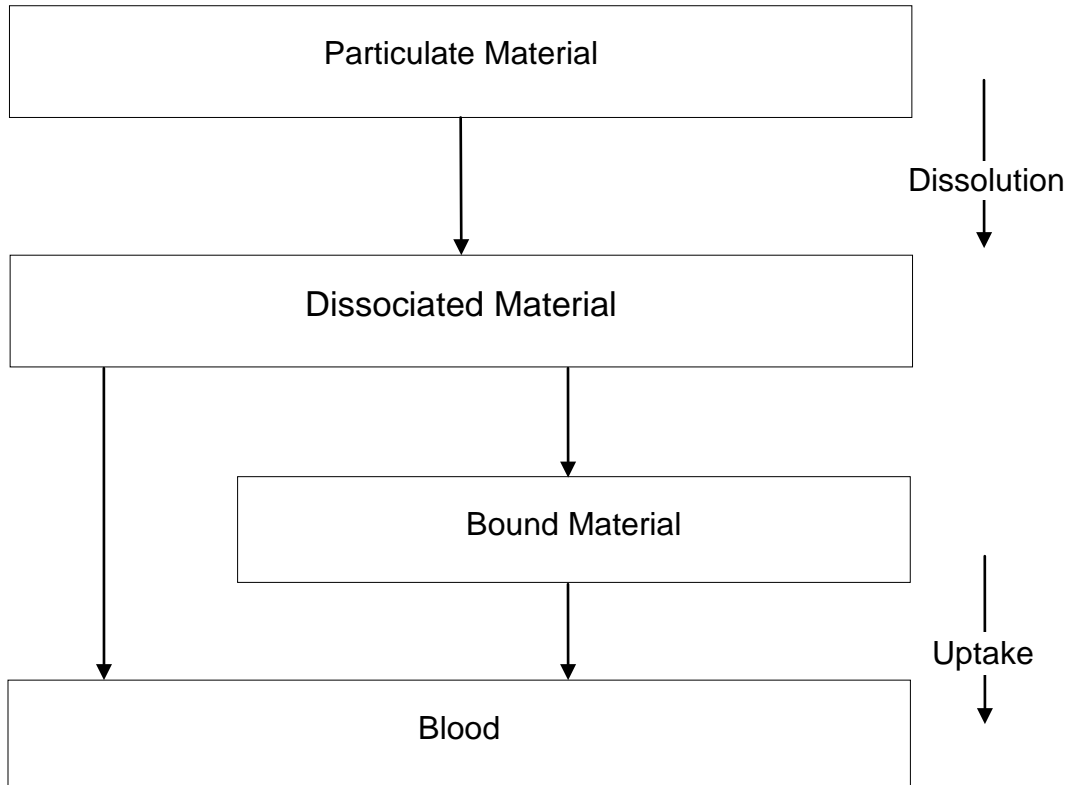 Particulate Material
Dissolution
Dissociated Material
Bound Material
Uptake
Blood